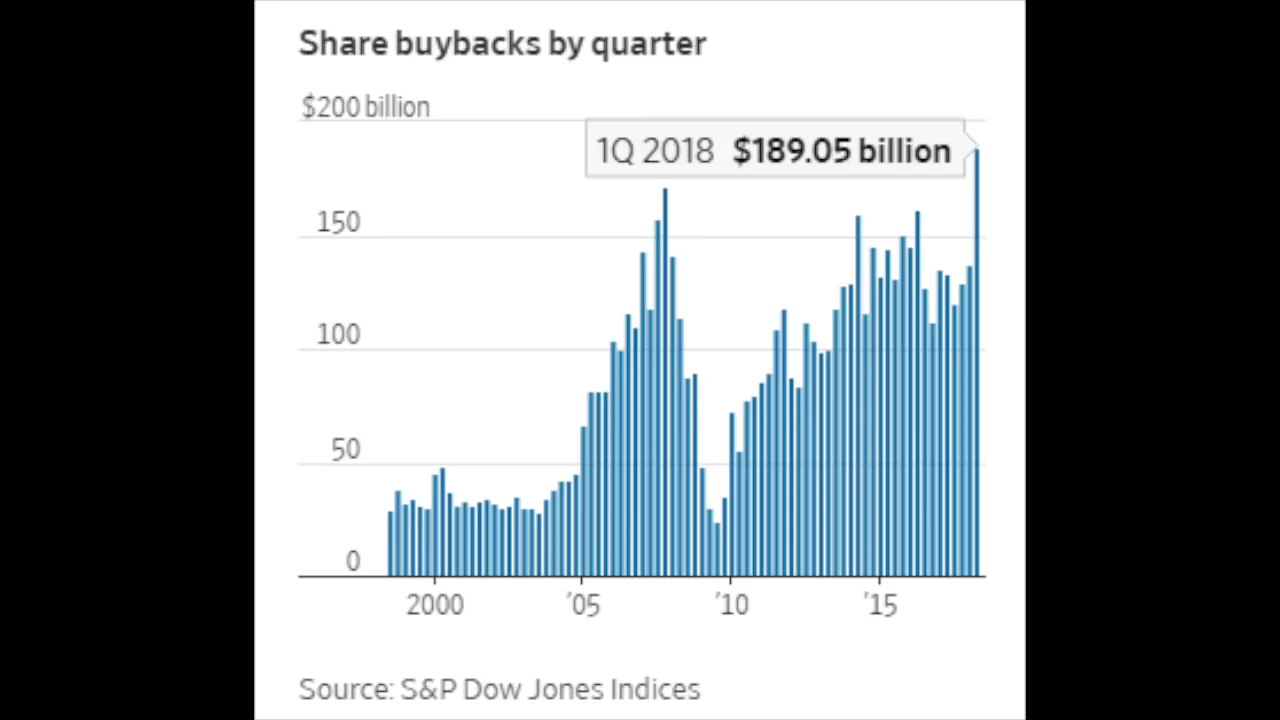 Share buybacks by quarter
$200 billion
1Q 2018 $189.05 billion
150
100
50
0
2000 ’05 ’10 ’15
Source: S&P Dow Jones Indices